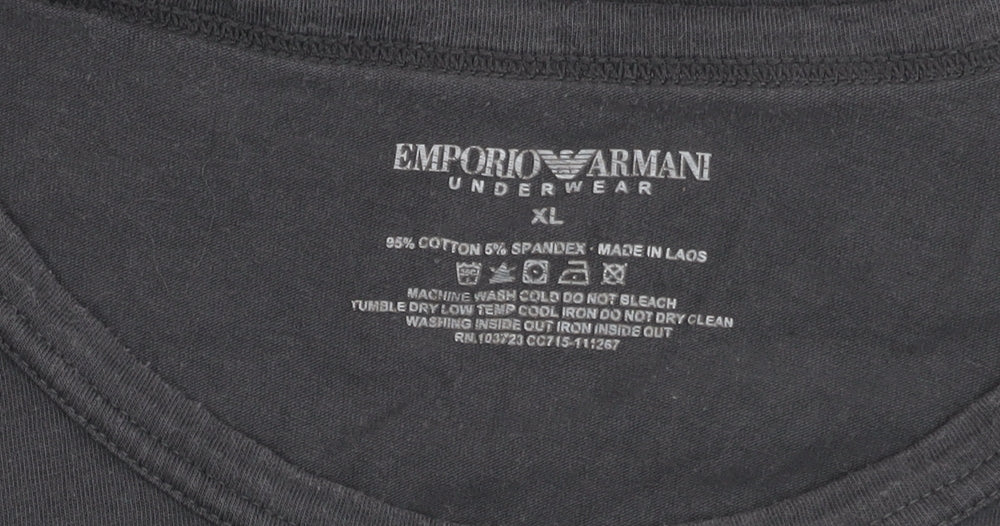 EMPORIO ARMANI
UNDERWEAR
XL
95% COTTON 5% SPANDEX · MADE IN LAOS
MACHINE WASH COLD DO NOT BLEACH
TUMBLE DRY LOW TEMP COOL IRON DO NOT DRY CLEAN
WASHING INSIDE OUT IRON INSIDE OUT
RN.103723 CC715-111267